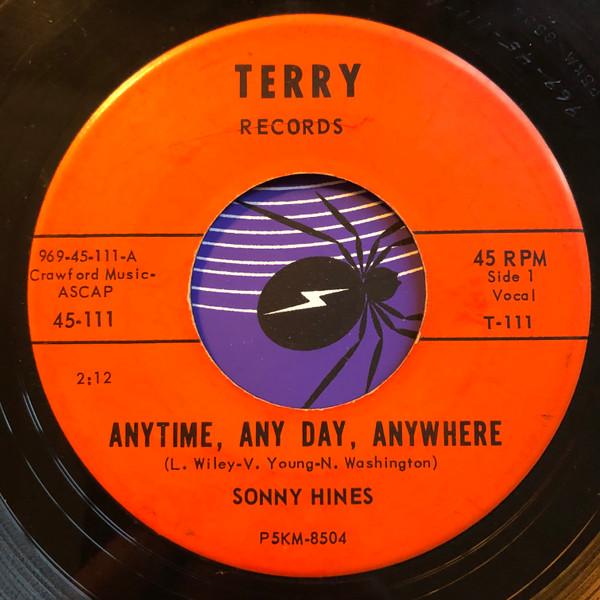 TERRY
RECORDS
969-45-111-A
Crawford Music-
ASCAP
45-111
45 RPM
Side 1
Vocal
T-111
2:12
ANYTIME, ANY DAY, ANYWHERE
(L. Wiley-V. Young-N. Washington)
SONNY HINES
P5KM-8504